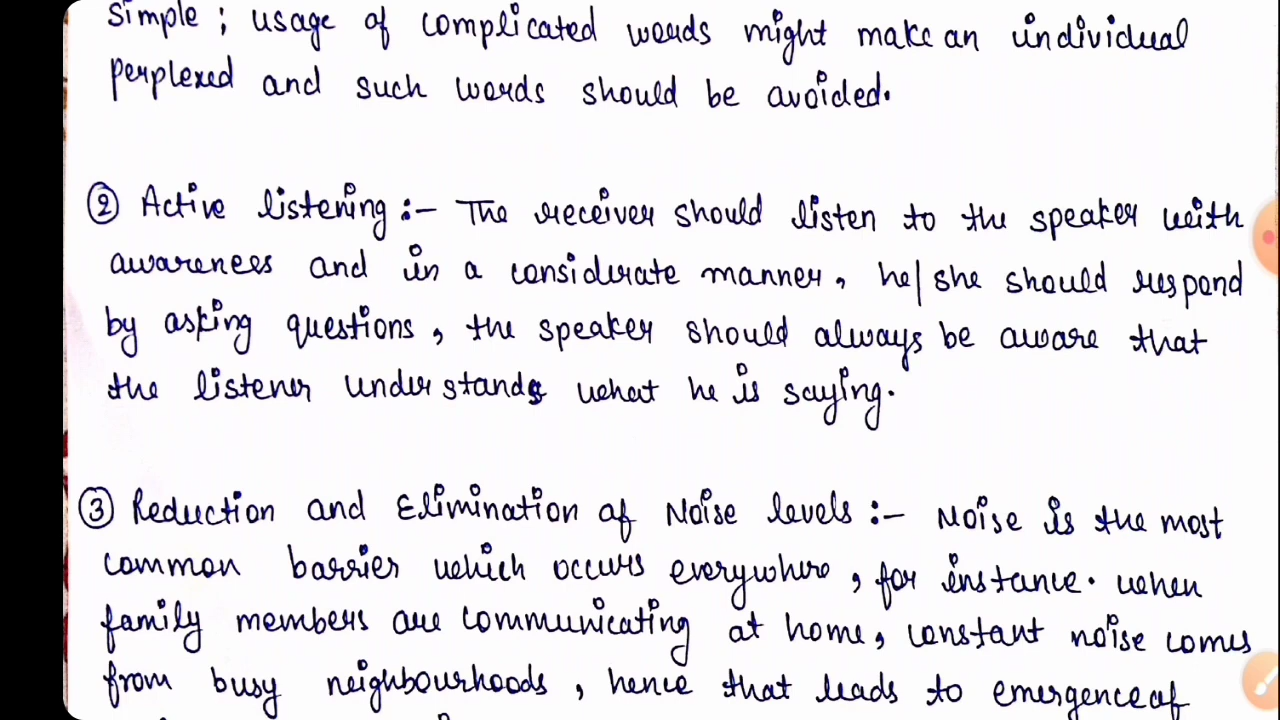 simple ; usage of complicated words might make an individual
perplexed and such words should be avoided.
② Active listening :- The receiver should listen to the speaker with
awareness and in a considerate manner, he/she should respond
by asking questions, the speaker should always be aware that
the listener understands what he is saying.
③ Reduction and Elimination of Noise levels :- Noise is the most
common barrier which occurs everywhere, for instance. when
family members are communicating at home, constant noise comes
from busy neighbourhoods, hence that leads to emergence of